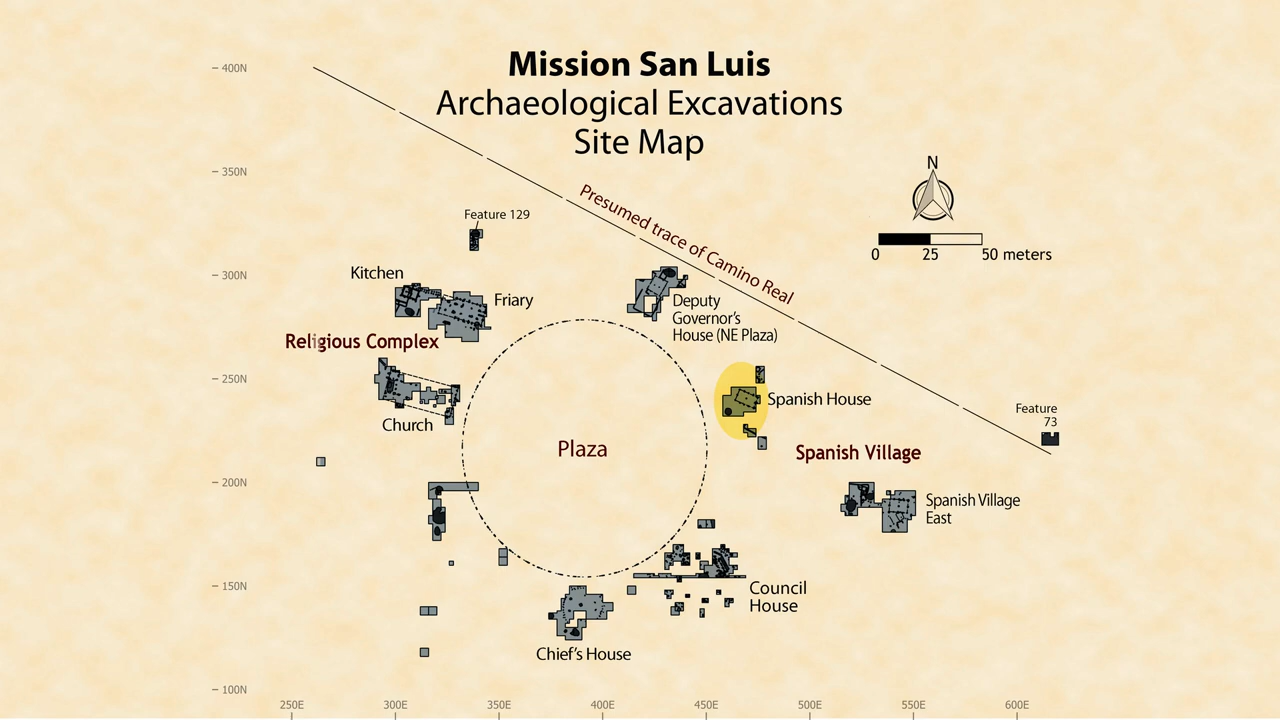 Mission San Luis
Archaeological Excavations
Site Map
400N
350N
300N
250N
200N
150N
100N
250E
300E
350E
400E
450E
500E
550E
600E
N
0 25 50 meters
Presumed trace of Camino Real
Feature 129
Kitchen
Friary
Religious Complex
Church
Deputy
Governor's
House (NE Plaza)
Spanish House
Plaza
Spanish Village
Feature
73
Spanish Village
East
Council
House
Chief's House